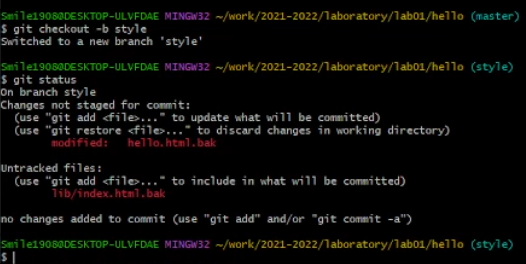 Smile1908@DESKTOP-ULVFDAE MINGW32 ~/work/2021-2022/laboratory/lab01/hello (master)
$ git checkout -b style
Switched to a new branch 'style'
Smile1908@DESKTOP-ULVFDAE MINGW32 ~/work/2021-2022/laboratory/lab01/hello (style)
$ git status
On branch style
Changes not staged for commit:
  (use "git add <file>..." to update what will be committed)
  (use "git restore <file>..." to discard changes in working directory)
        modified:   hello.html.bak
Untracked files:
  (use "git add <file>..." to include in what will be committed)
        lib/index.html.bak
no changes added to commit (use "git add" and/or "git commit -a")
Smile1908@DESKTOP-ULVFDAE MINGW32 ~/work/2021-2022/laboratory/lab01/hello (style)
$